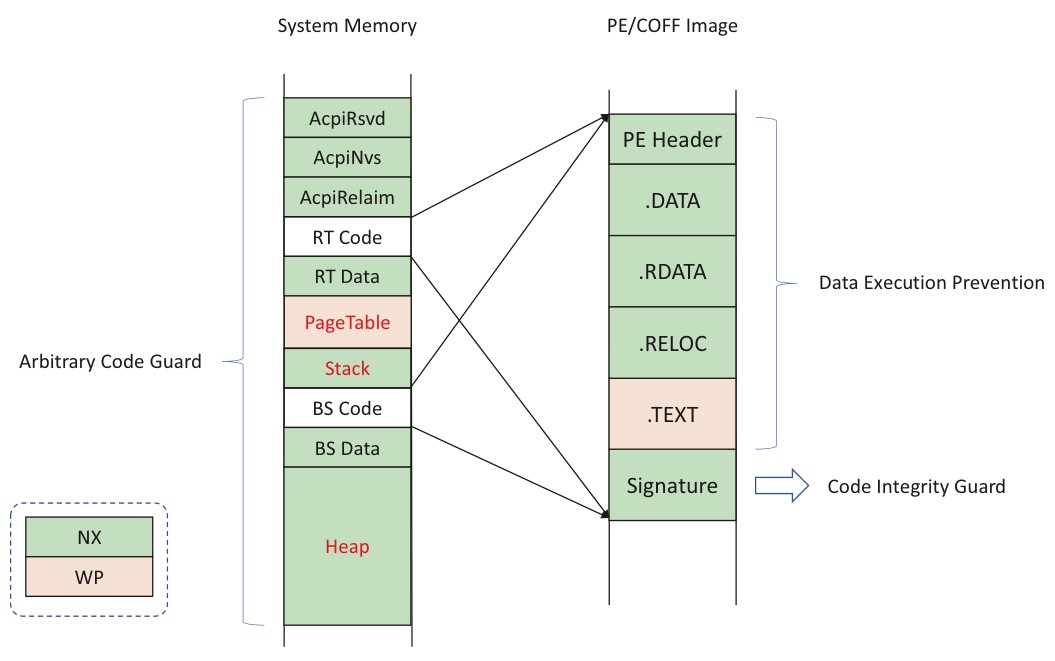 System Memory
PE/COFF Image
AcpiRsvd
AcpiNvs
AcpiRelaim
RT Code
RT Data
PageTable
Stack
BS Code
BS Data
Heap
Arbitrary Code Guard
NX
WP
PE Header
.DATA
.RDATA
.RELOC
.TEXT
Signature
Data Execution Prevention
Code Integrity Guard